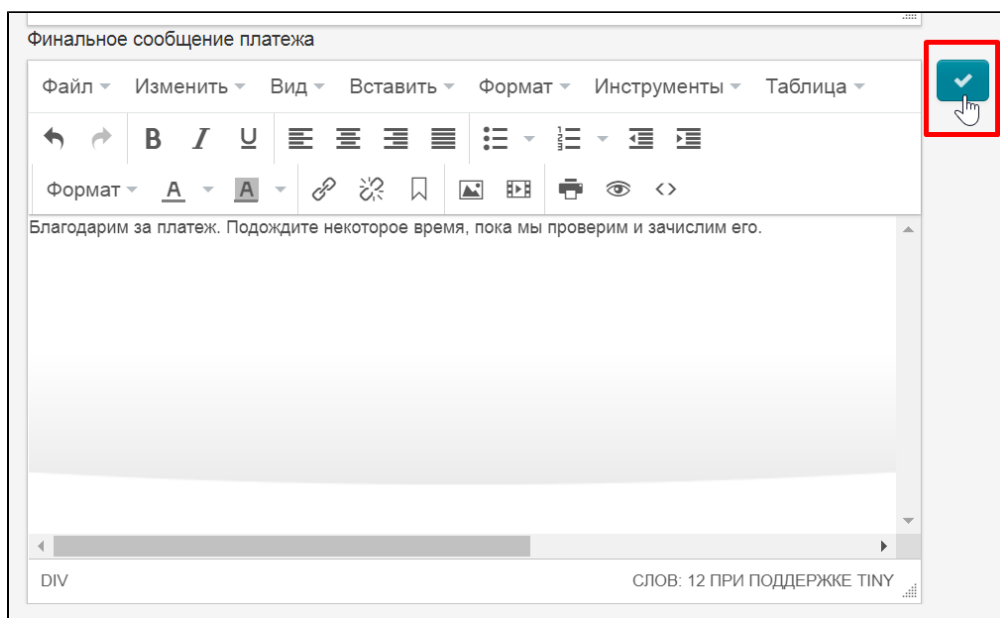 Финальное сообщение платежа
Файл Изменить Вид Вставить Формат Инструменты Таблица
Формат
Благодарим за платеж. Подождите некоторое время, пока мы проверим и зачислим его.
DIV СЛОВ: 12 ПРИ ПОДДЕРЖКЕ TINY